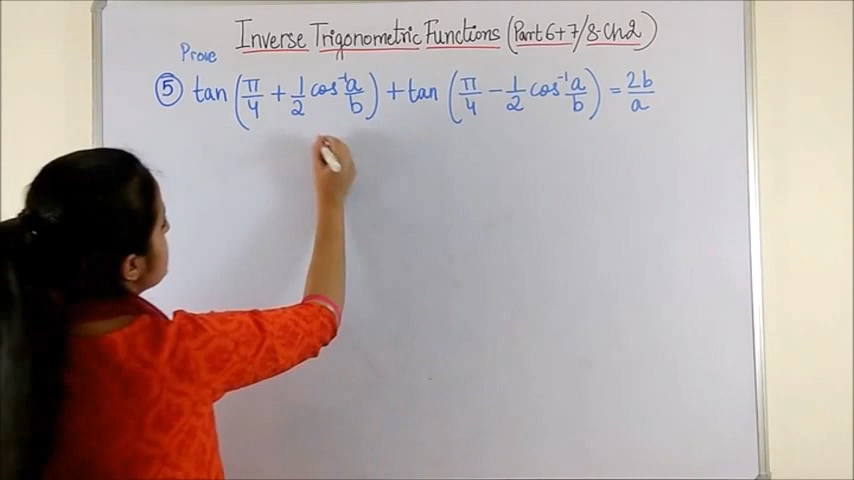 Inverse Trigonometric Functions (Part 6+7/8-Ch2)
Prove
⑤ tan(π/4 + 1/2 cos⁻¹ a/b) + tan(π/4 − 1/2 cos⁻¹ a/b) = 2b/a